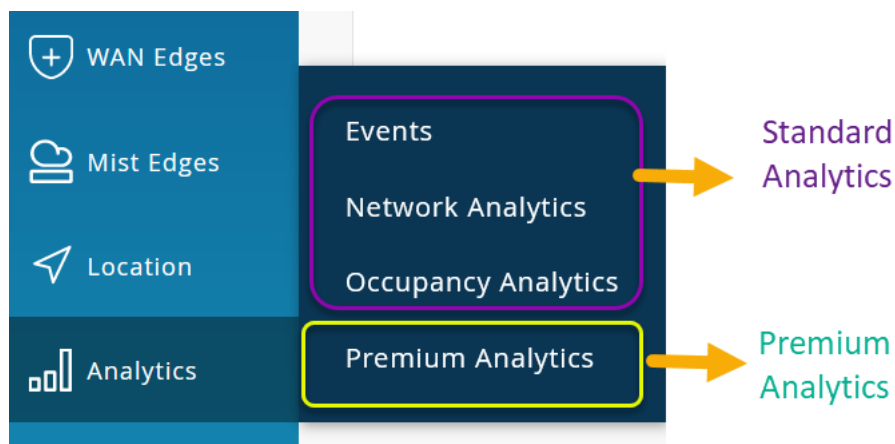 WAN Edges
Mist Edges
Location
Analytics
Events
Network Analytics
Occupancy Analytics
Premium Analytics
Standard
Analytics
Premium
Analytics